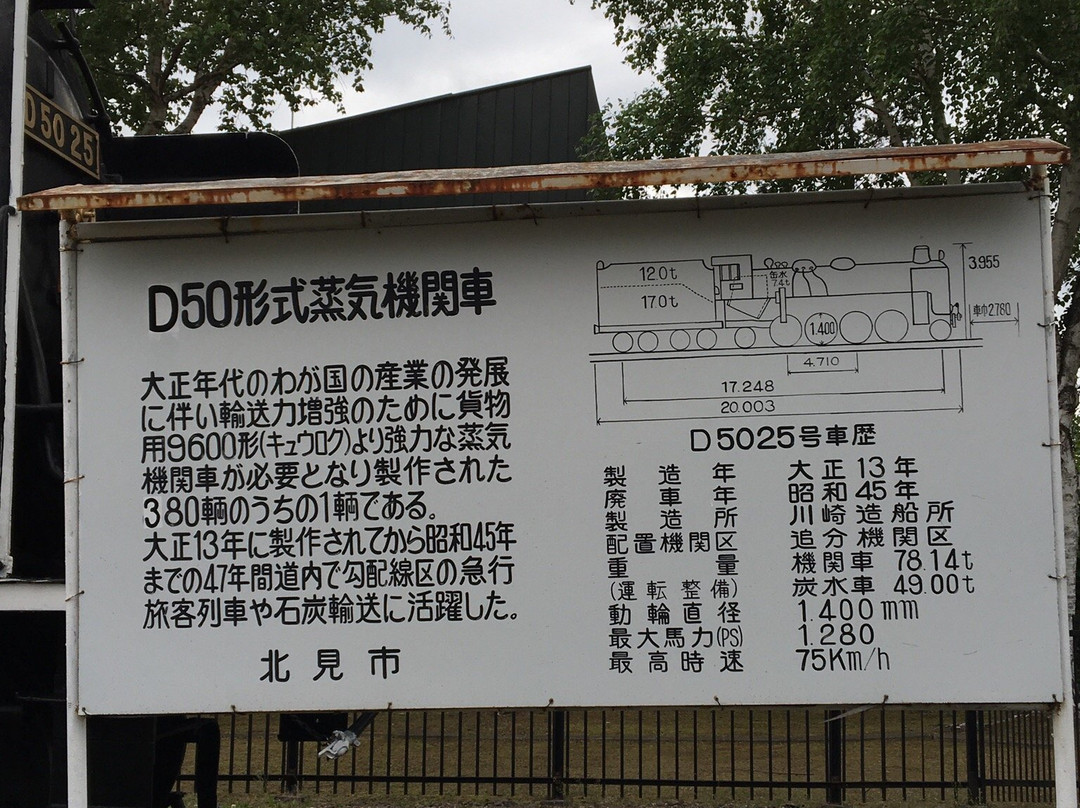 D5025
D50形式蒸気機関車
大正年代のわが国の産業の発展
に伴い輸送力増強のために貨物
用9600形(キュウロク)より強力な蒸気
機関車が必要となり製作された
380輌のうちの1輌である。
大正13年に製作されてから昭和45年
までの47年間道内で勾配線区の急行
旅客列車や石炭輸送に活躍した。
北見市
12.0t
17.0t
缶水
7.4t
1.400
3.955
車巾2.780
4.710
17.248
20.003
D5025号車歴
製造年 大正13年
廃車年 昭和45年
製造所 川崎造船所
配置機関区 追分機関区
重量 機関車 78.14t
(運転整備) 炭水車 49.00t
動輪直径 1.400mm
最大馬力(PS) 1.280
最高時速 75Km/h